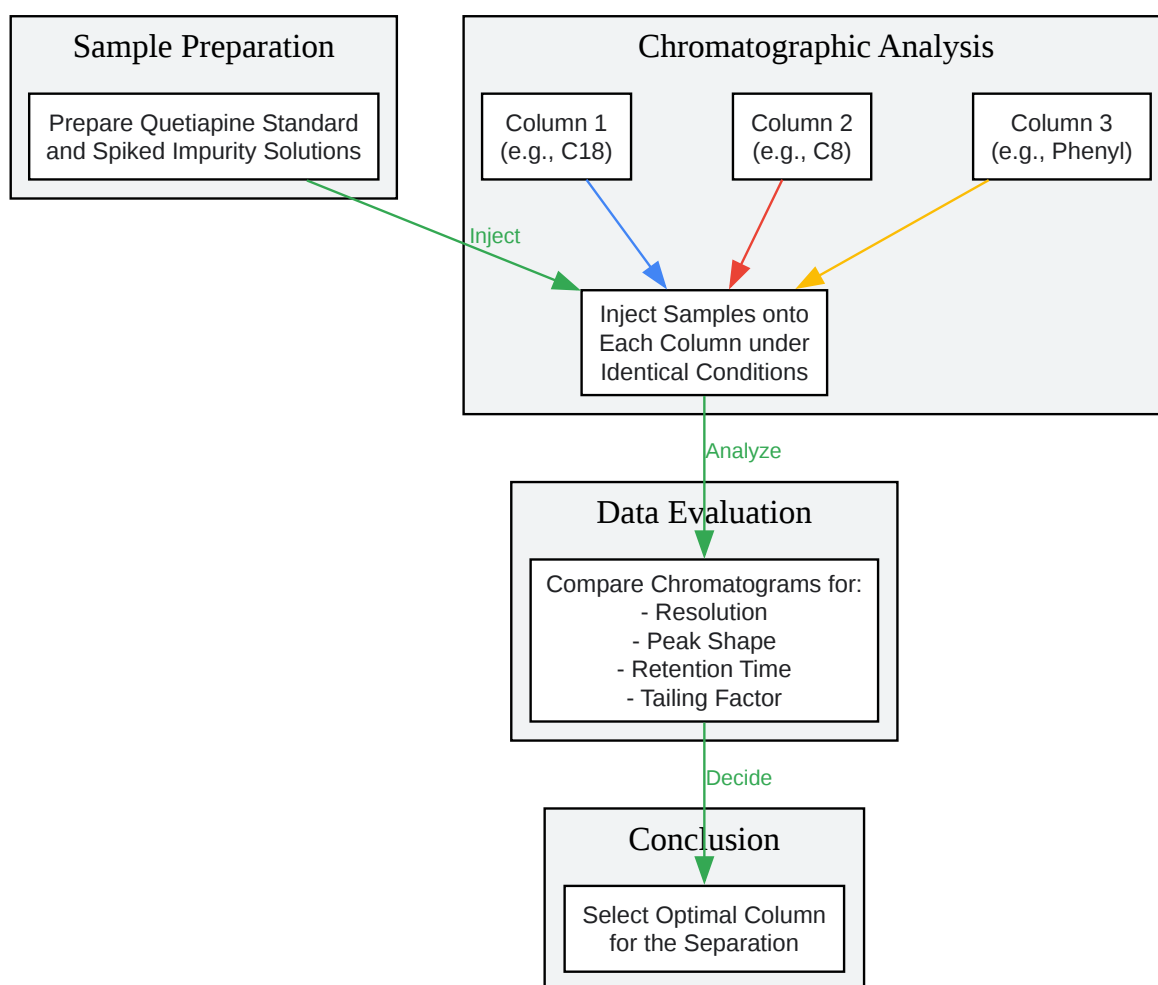 Sample Preparation
Prepare Quetiapine Standard
and Spiked Impurity Solutions
Inject
Chromatographic Analysis
Column 1
(e.g., C18)
Column 2
(e.g., C8)
Column 3
(e.g., Phenyl)
Inject Samples onto
Each Column under
Identical Conditions
Analyze
Data Evaluation
Compare Chromatograms for:
- Resolution
- Peak Shape
- Retention Time
- Tailing Factor
Decide
Conclusion
Select Optimal Column
for the Separation